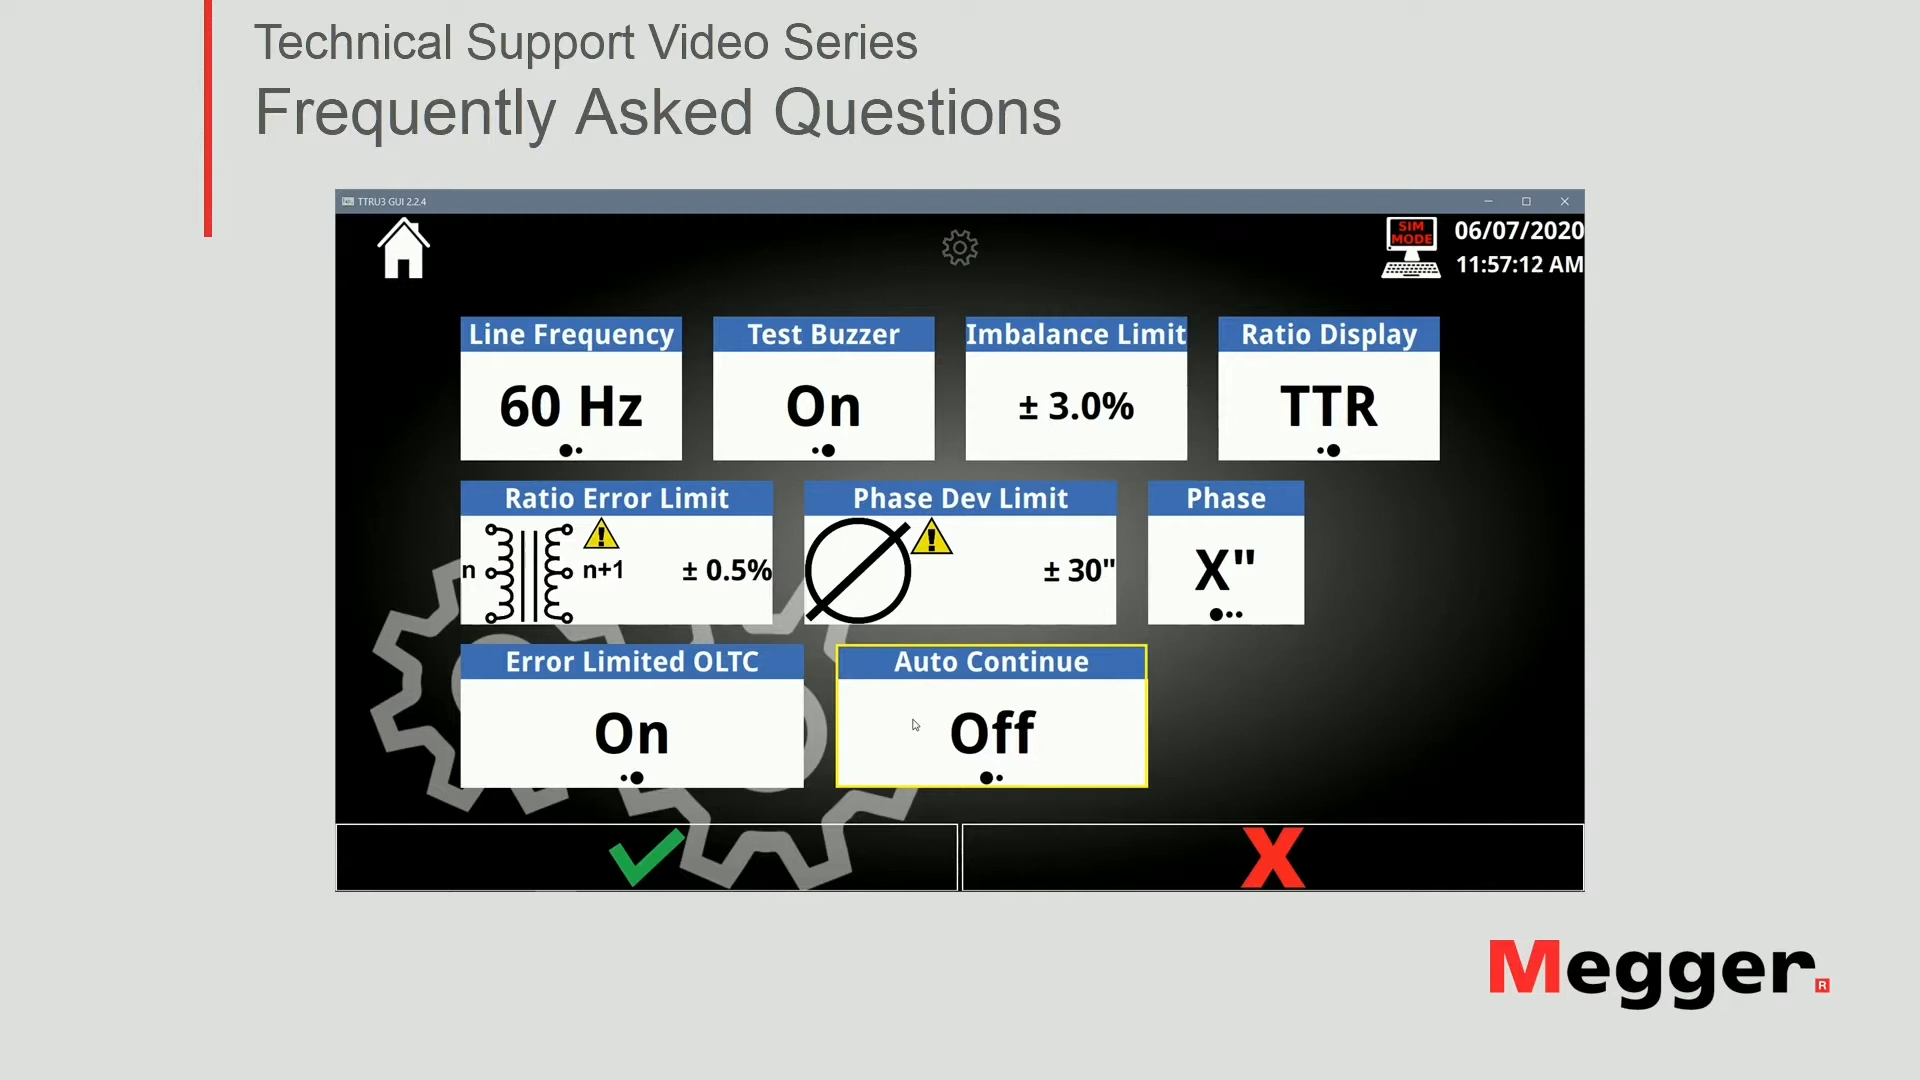 Technical Support Video Series
Frequently Asked Questions
TTRU3 GUI 2.2.4
SIM
MODE
06/07/2020
11:57:12 AM
Line Frequency
60 Hz
Test Buzzer
On
Imbalance Limit
± 3.0%
Ratio Display
TTR
Ratio Error Limit
n
n+1
± 0.5%
Phase Dev Limit
± 30"
Phase
X"
Error Limited OLTC
On
Auto Continue
Off
Megger®